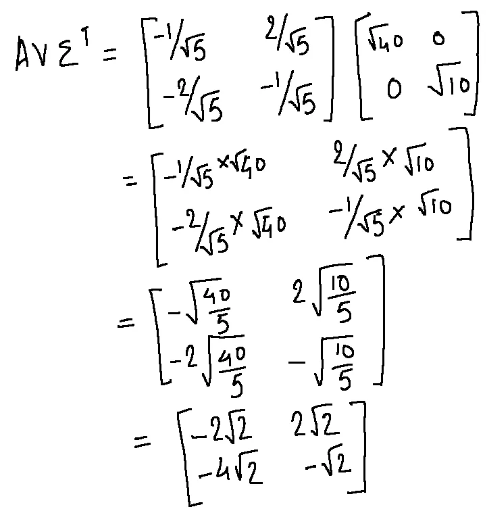 AVΣᵀ = [-1/√5 2/√5; -2/√5 -1/√5] [√40 0; 0 √10]
= [-1/√5 × √40 2/√5 × √10; -2/√5 × √40 -1/√5 × √10]
= [-√(40/5) 2√(10/5); -2√(40/5) -√(10/5)]
= [-2√2 2√2; -4√2 -√2]